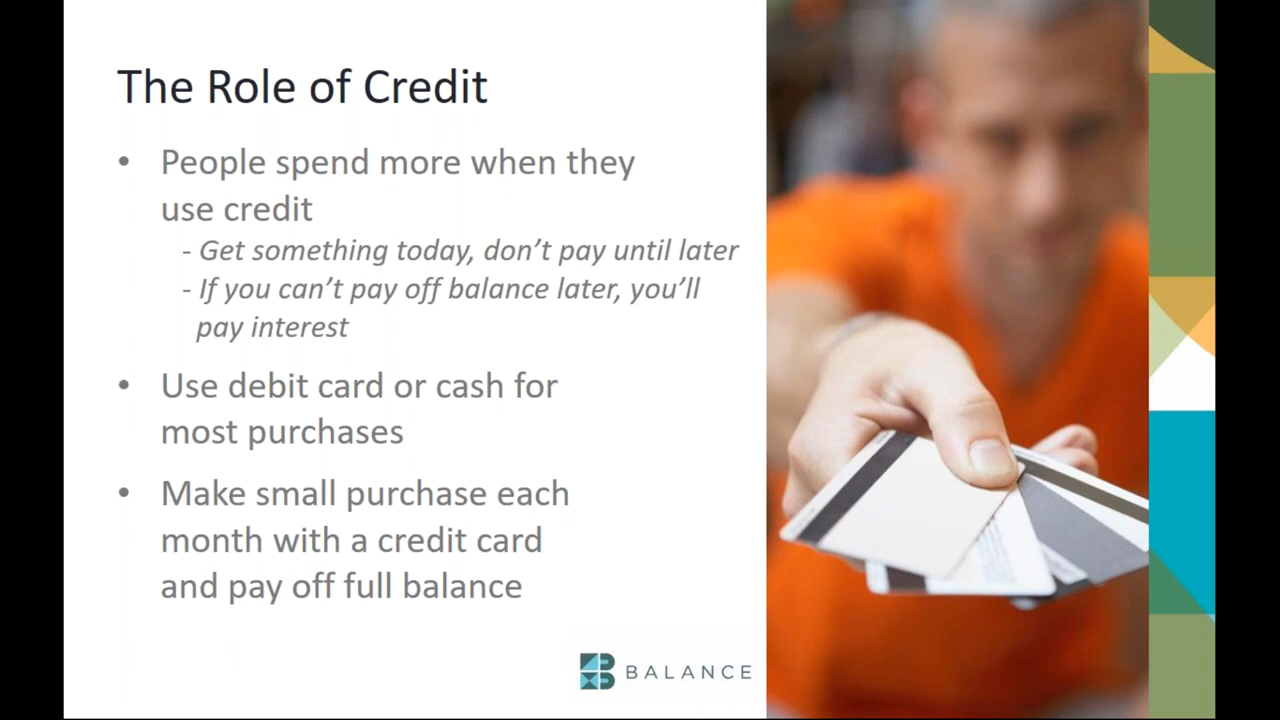 The Role of Credit
• People spend more when they
use credit
- Get something today, don't pay until later
- If you can't pay off balance later, you'll
pay interest
• Use debit card or cash for
most purchases
• Make small purchase each
month with a credit card
and pay off full balance
BALANCE